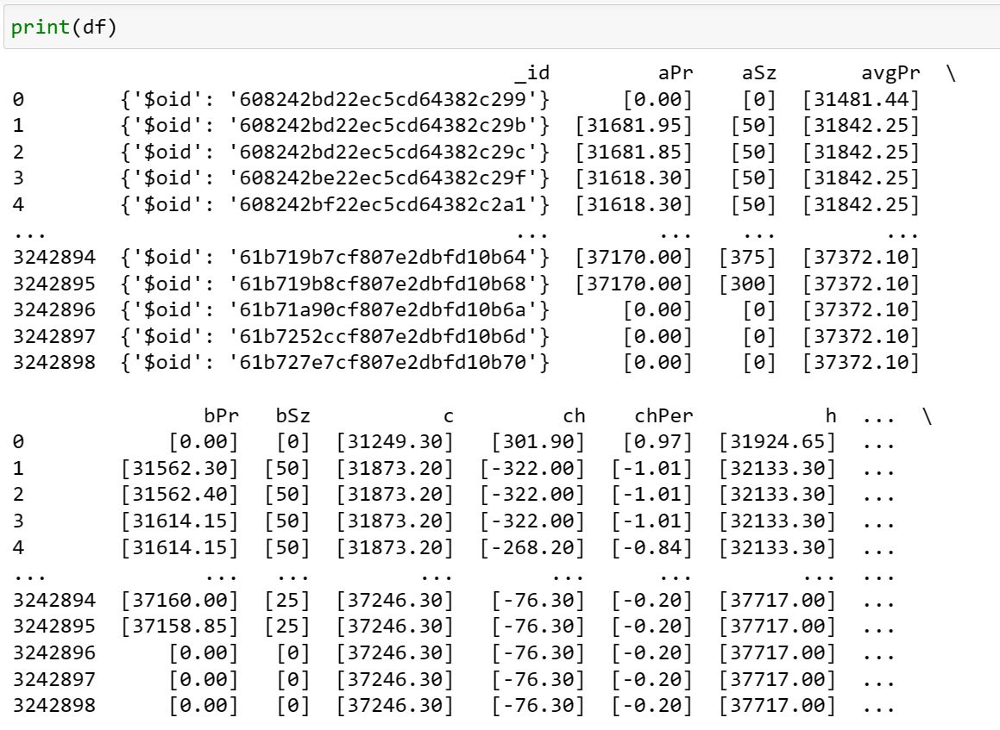 print(df)
_id aPr aSz avgPr \
0 {'$oid': '608242bd22ec5cd64382c299'} [0.00] [0] [31481.44]
1 {'$oid': '608242bd22ec5cd64382c29b'} [31681.95] [50] [31842.25]
2 {'$oid': '608242bd22ec5cd64382c29c'} [31681.85] [50] [31842.25]
3 {'$oid': '608242be22ec5cd64382c29f'} [31618.30] [50] [31842.25]
4 {'$oid': '608242bf22ec5cd64382c2a1'} [31618.30] [50] [31842.25]
... ... ... ... ...
3242894 {'$oid': '61b719b7cf807e2dbfd10b64'} [37170.00] [375] [37372.10]
3242895 {'$oid': '61b719b8cf807e2dbfd10b68'} [37170.00] [300] [37372.10]
3242896 {'$oid': '61b71a90cf807e2dbfd10b6a'} [0.00] [0] [37372.10]
3242897 {'$oid': '61b7252ccf807e2dbfd10b6d'} [0.00] [0] [37372.10]
3242898 {'$oid': '61b727e7cf807e2dbfd10b70'} [0.00] [0] [37372.10]
bPr bSz c ch chPer h ... \
0 [0.00] [0] [31249.30] [301.90] [0.97] [31924.65] ...
1 [31562.30] [50] [31873.20] [-322.00] [-1.01] [32133.30] ...
2 [31562.40] [50] [31873.20] [-322.00] [-1.01] [32133.30] ...
3 [31614.15] [50] [31873.20] [-322.00] [-1.01] [32133.30] ...
4 [31614.15] [50] [31873.20] [-268.20] [-0.84] [32133.30] ...
... ... ... ... ... ... ... ...
3242894 [37160.00] [25] [37246.30] [-76.30] [-0.20] [37717.00] ...
3242895 [37158.85] [25] [37246.30] [-76.30] [-0.20] [37717.00] ...
3242896 [0.00] [0] [37246.30] [-76.30] [-0.20] [37717.00] ...
3242897 [0.00] [0] [37246.30] [-76.30] [-0.20] [37717.00] ...
3242898 [0.00] [0] [37246.30] [-76.30] [-0.20] [37717.00] ...